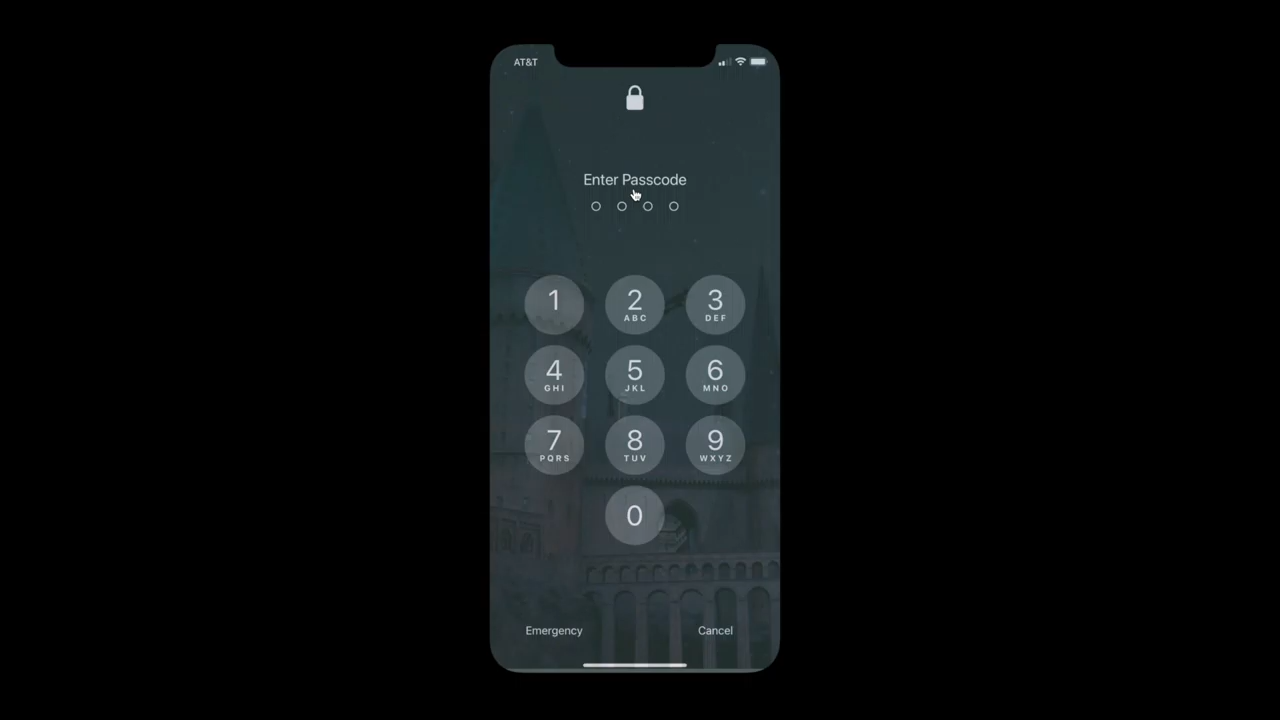 AT&T
Enter Passcode
1 2 3
ABC DEF
4 5 6
GHI JKL MNO
7 8 9
PQRS TUV WXYZ
0
Emergency Cancel